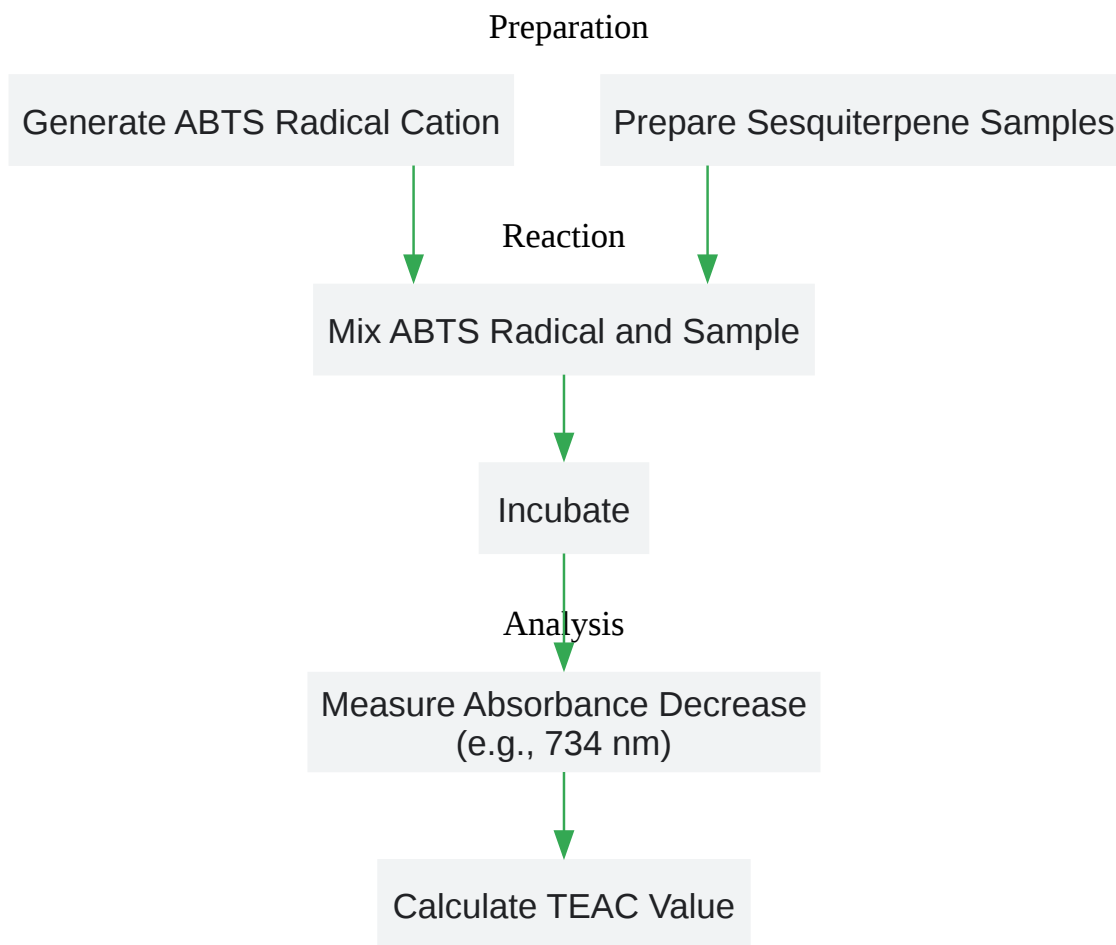 Preparation
Generate ABTS Radical Cation
Prepare Sesquiterpene Samples
Reaction
Mix ABTS Radical and Sample
Incubate
Analysis
Measure Absorbance Decrease
(e.g., 734 nm)
Calculate TEAC Value